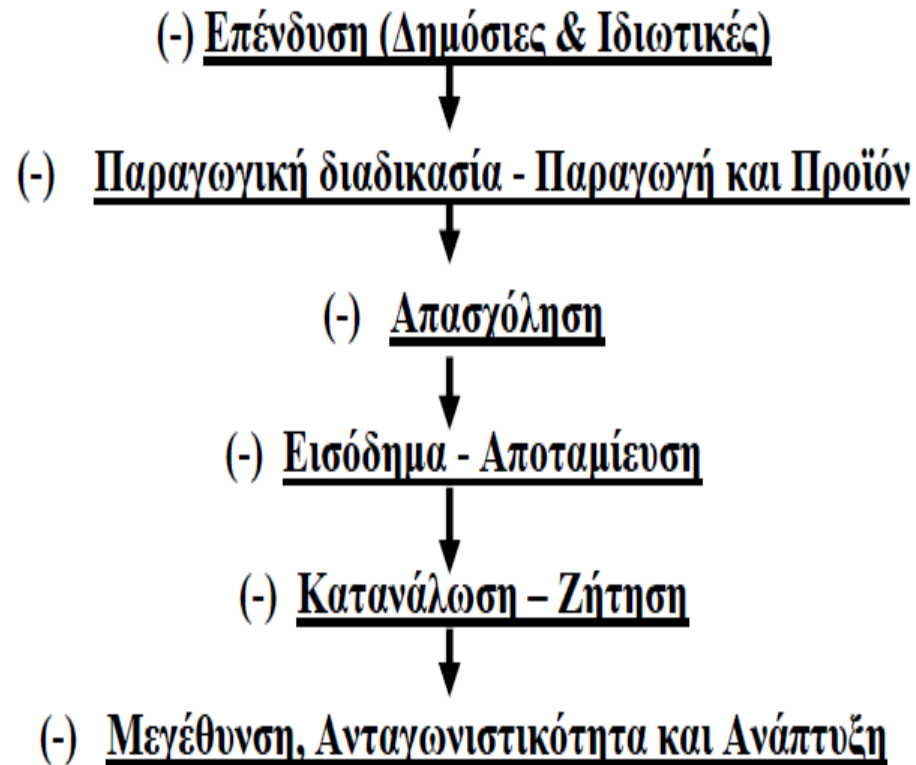 (-) Επένδυση (Δημόσιες & Ιδιωτικές)
(-) Παραγωγική διαδικασία - Παραγωγή και Προϊόν
(-) Απασχόληση
(-) Εισόδημα - Αποταμίευση
(-) Κατανάλωση – Ζήτηση
(-) Μεγέθυνση, Ανταγωνιστικότητα και Ανάπτυξη